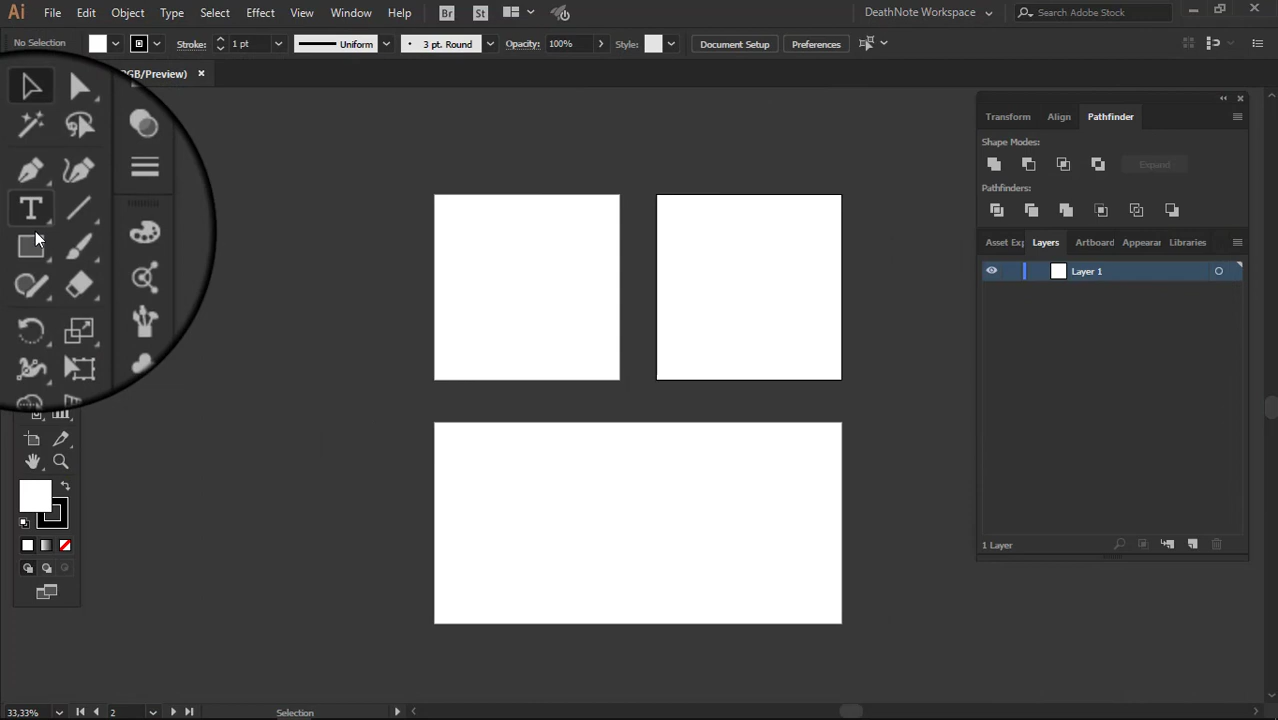 Ai File Edit Object Type Select Effect View Window Help Br St DeathNote Workspace Search Adobe Stock
No Selection Stroke: 1 pt Uniform 3 pt. Round Opacity: 100% Style: Document Setup Preferences
GB/Preview) ×
Transform Align Pathfinder
Shape Modes:
Expand
Pathfinders:
Asset Exp Layers Artboard Appearar Libraries
Layer 1
1 Layer
T
33,33% 2 Selection